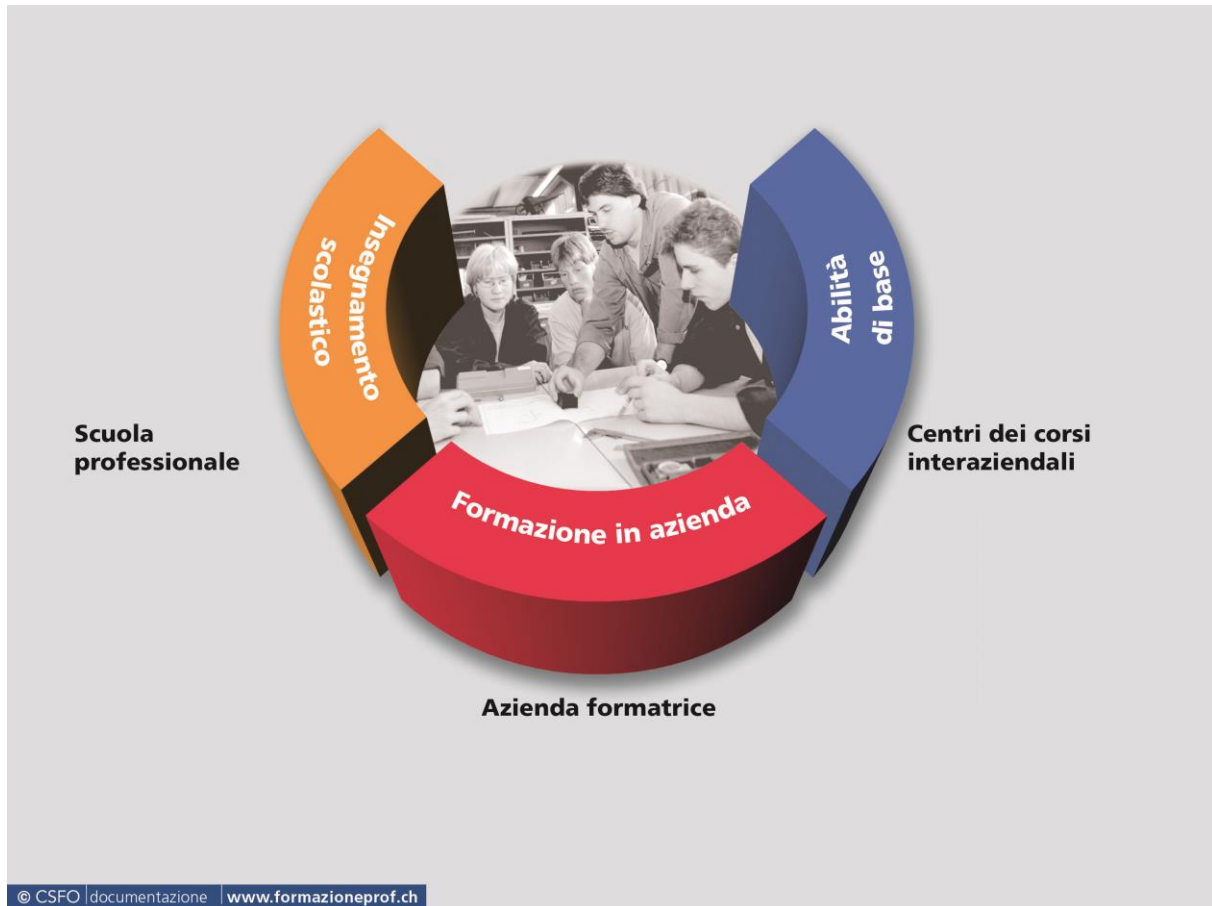 Insegnamento
scolastico
Abilità
di base
Scuola
professionale
Centri dei corsi
interaziendali
Formazione in azienda
Azienda formatrice
© CSFO | documentazione | www.formazioneprof.ch